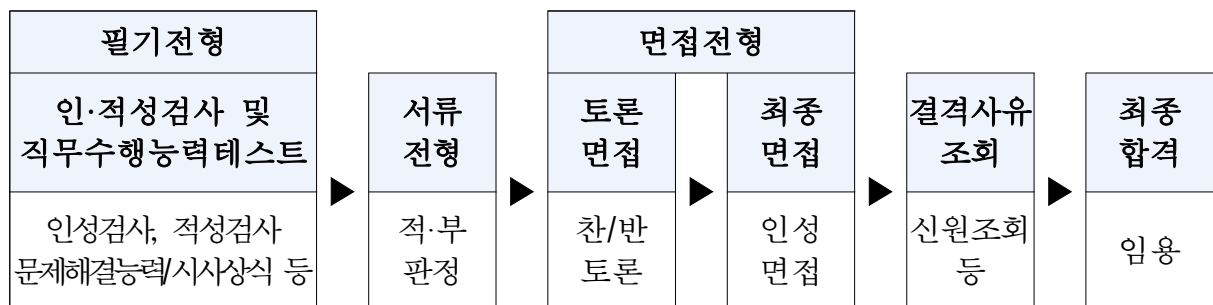 필기전형
인·적성검사 및
직무수행능력테스트
인성검사, 적성검사
문제해결능력/시사상식 등
▶
서류
전형
적·부
판정
▶
면접전형
토론
면접
찬/반
토론
▶
최종
면접
인성
면접
▶
결격사유
조회
신원조회
등
▶
최종
합격
임용